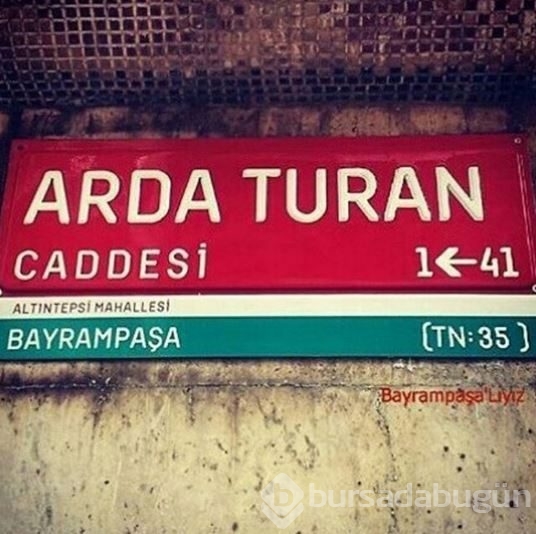 ARDA TURAN
CADDESİ 1←41
ALTINTEPSİ MAHALLESİ
BAYRAMPAŞA (TN: 35 )
Bayrampaşa'Lıyız
bursadabugün